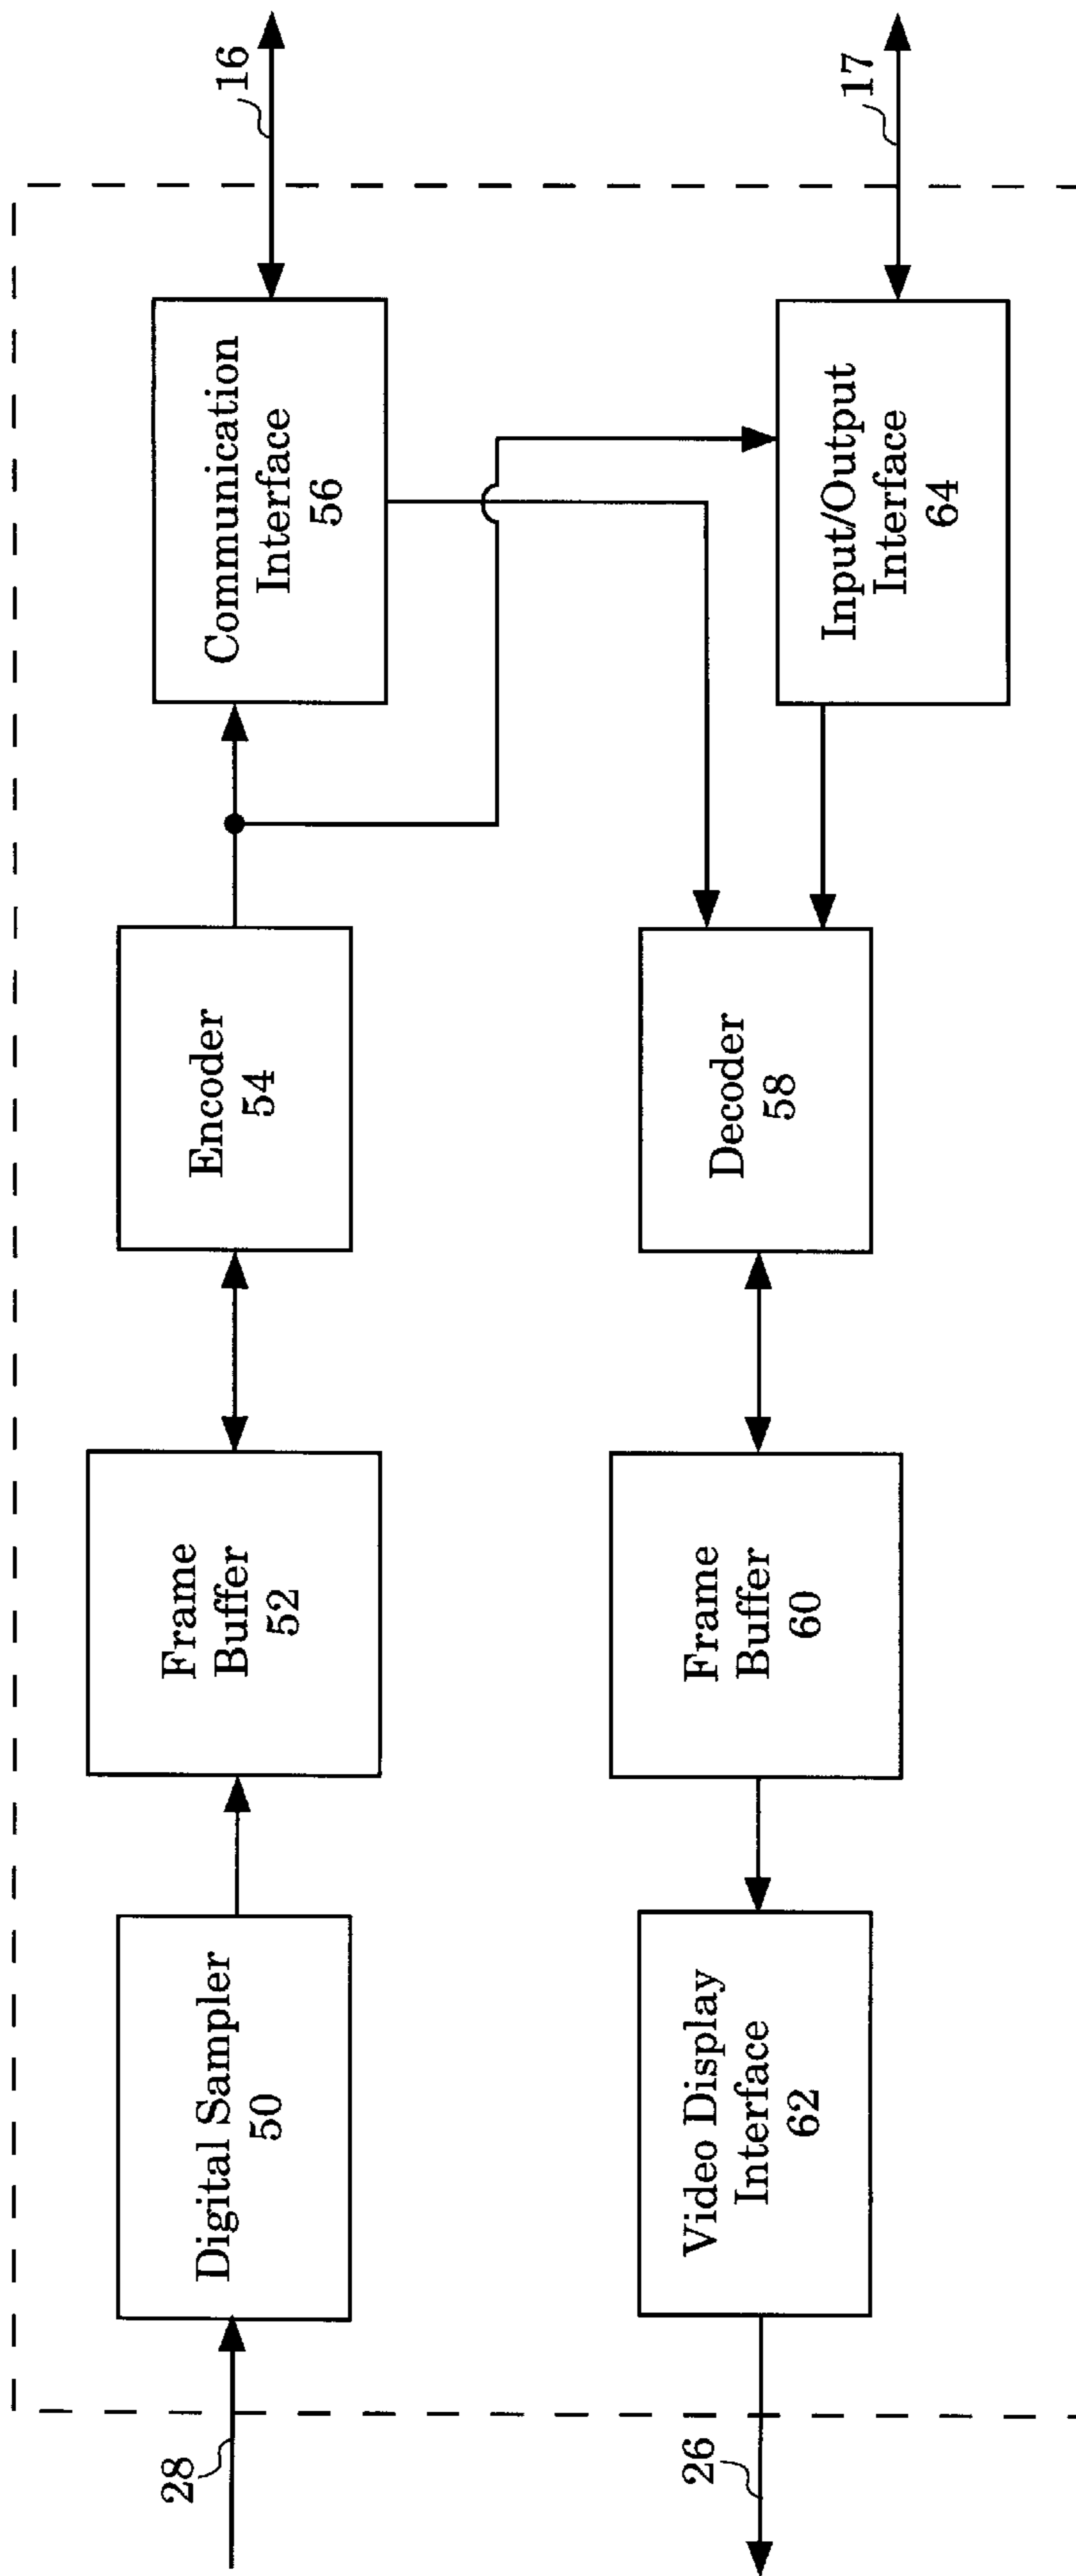 28
Digital Sampler
50
Frame
Buffer
52
Encoder
54
Communication
Interface
56
16
26
Video Display
Interface
62
Frame
Buffer
60
Decoder
58
Input/Output
Interface
64
17